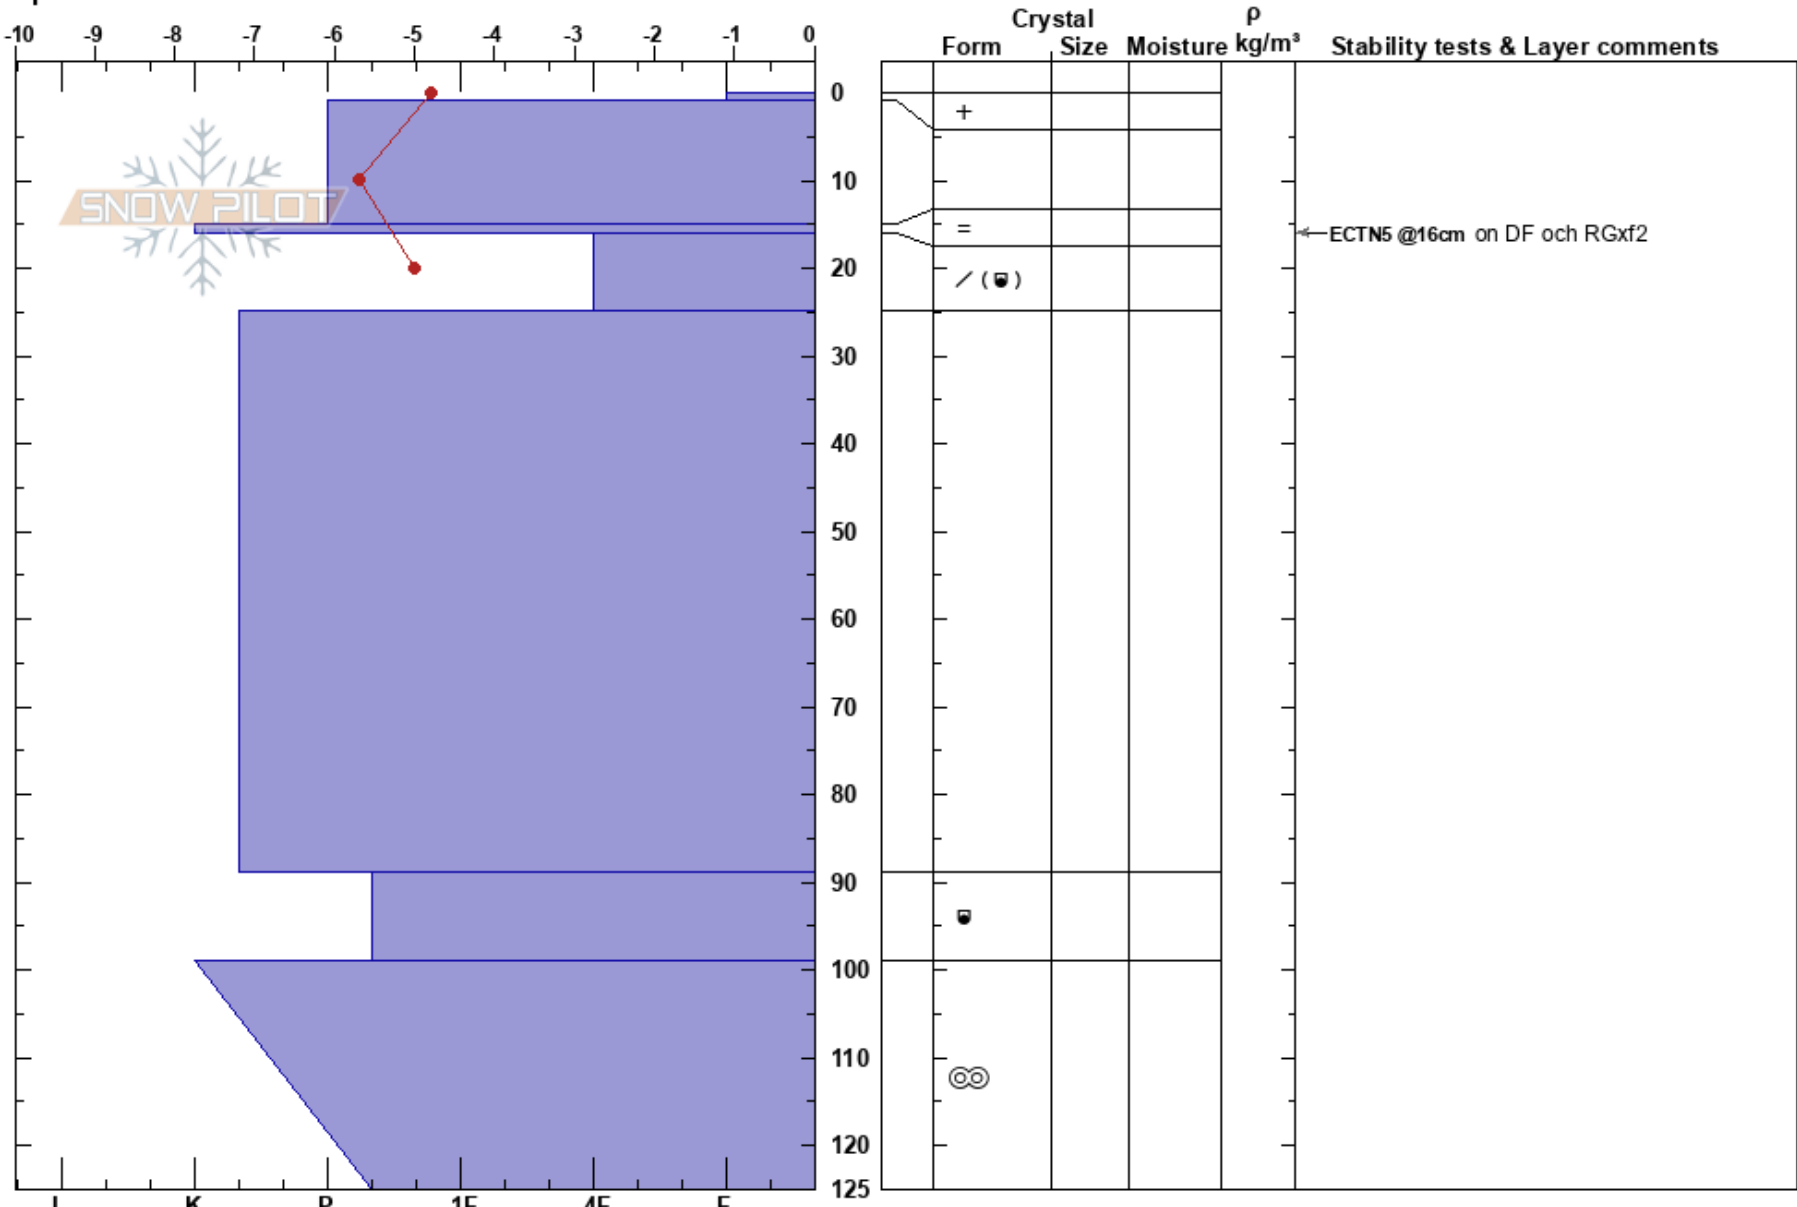 Crystal ρ
-10 -9 -8 -7 -6 -5 -4 -3 -2 -1 0 Form Size Moisture kg/m³ Stability tests & Layer comments
0
+
10
SNOW PILOT
=
ECTN5 @16cm on DF och RGxf2
20
/ ( )
30
40
50
60
70
80
90
100
110
120
125
I K P 1F 4F F